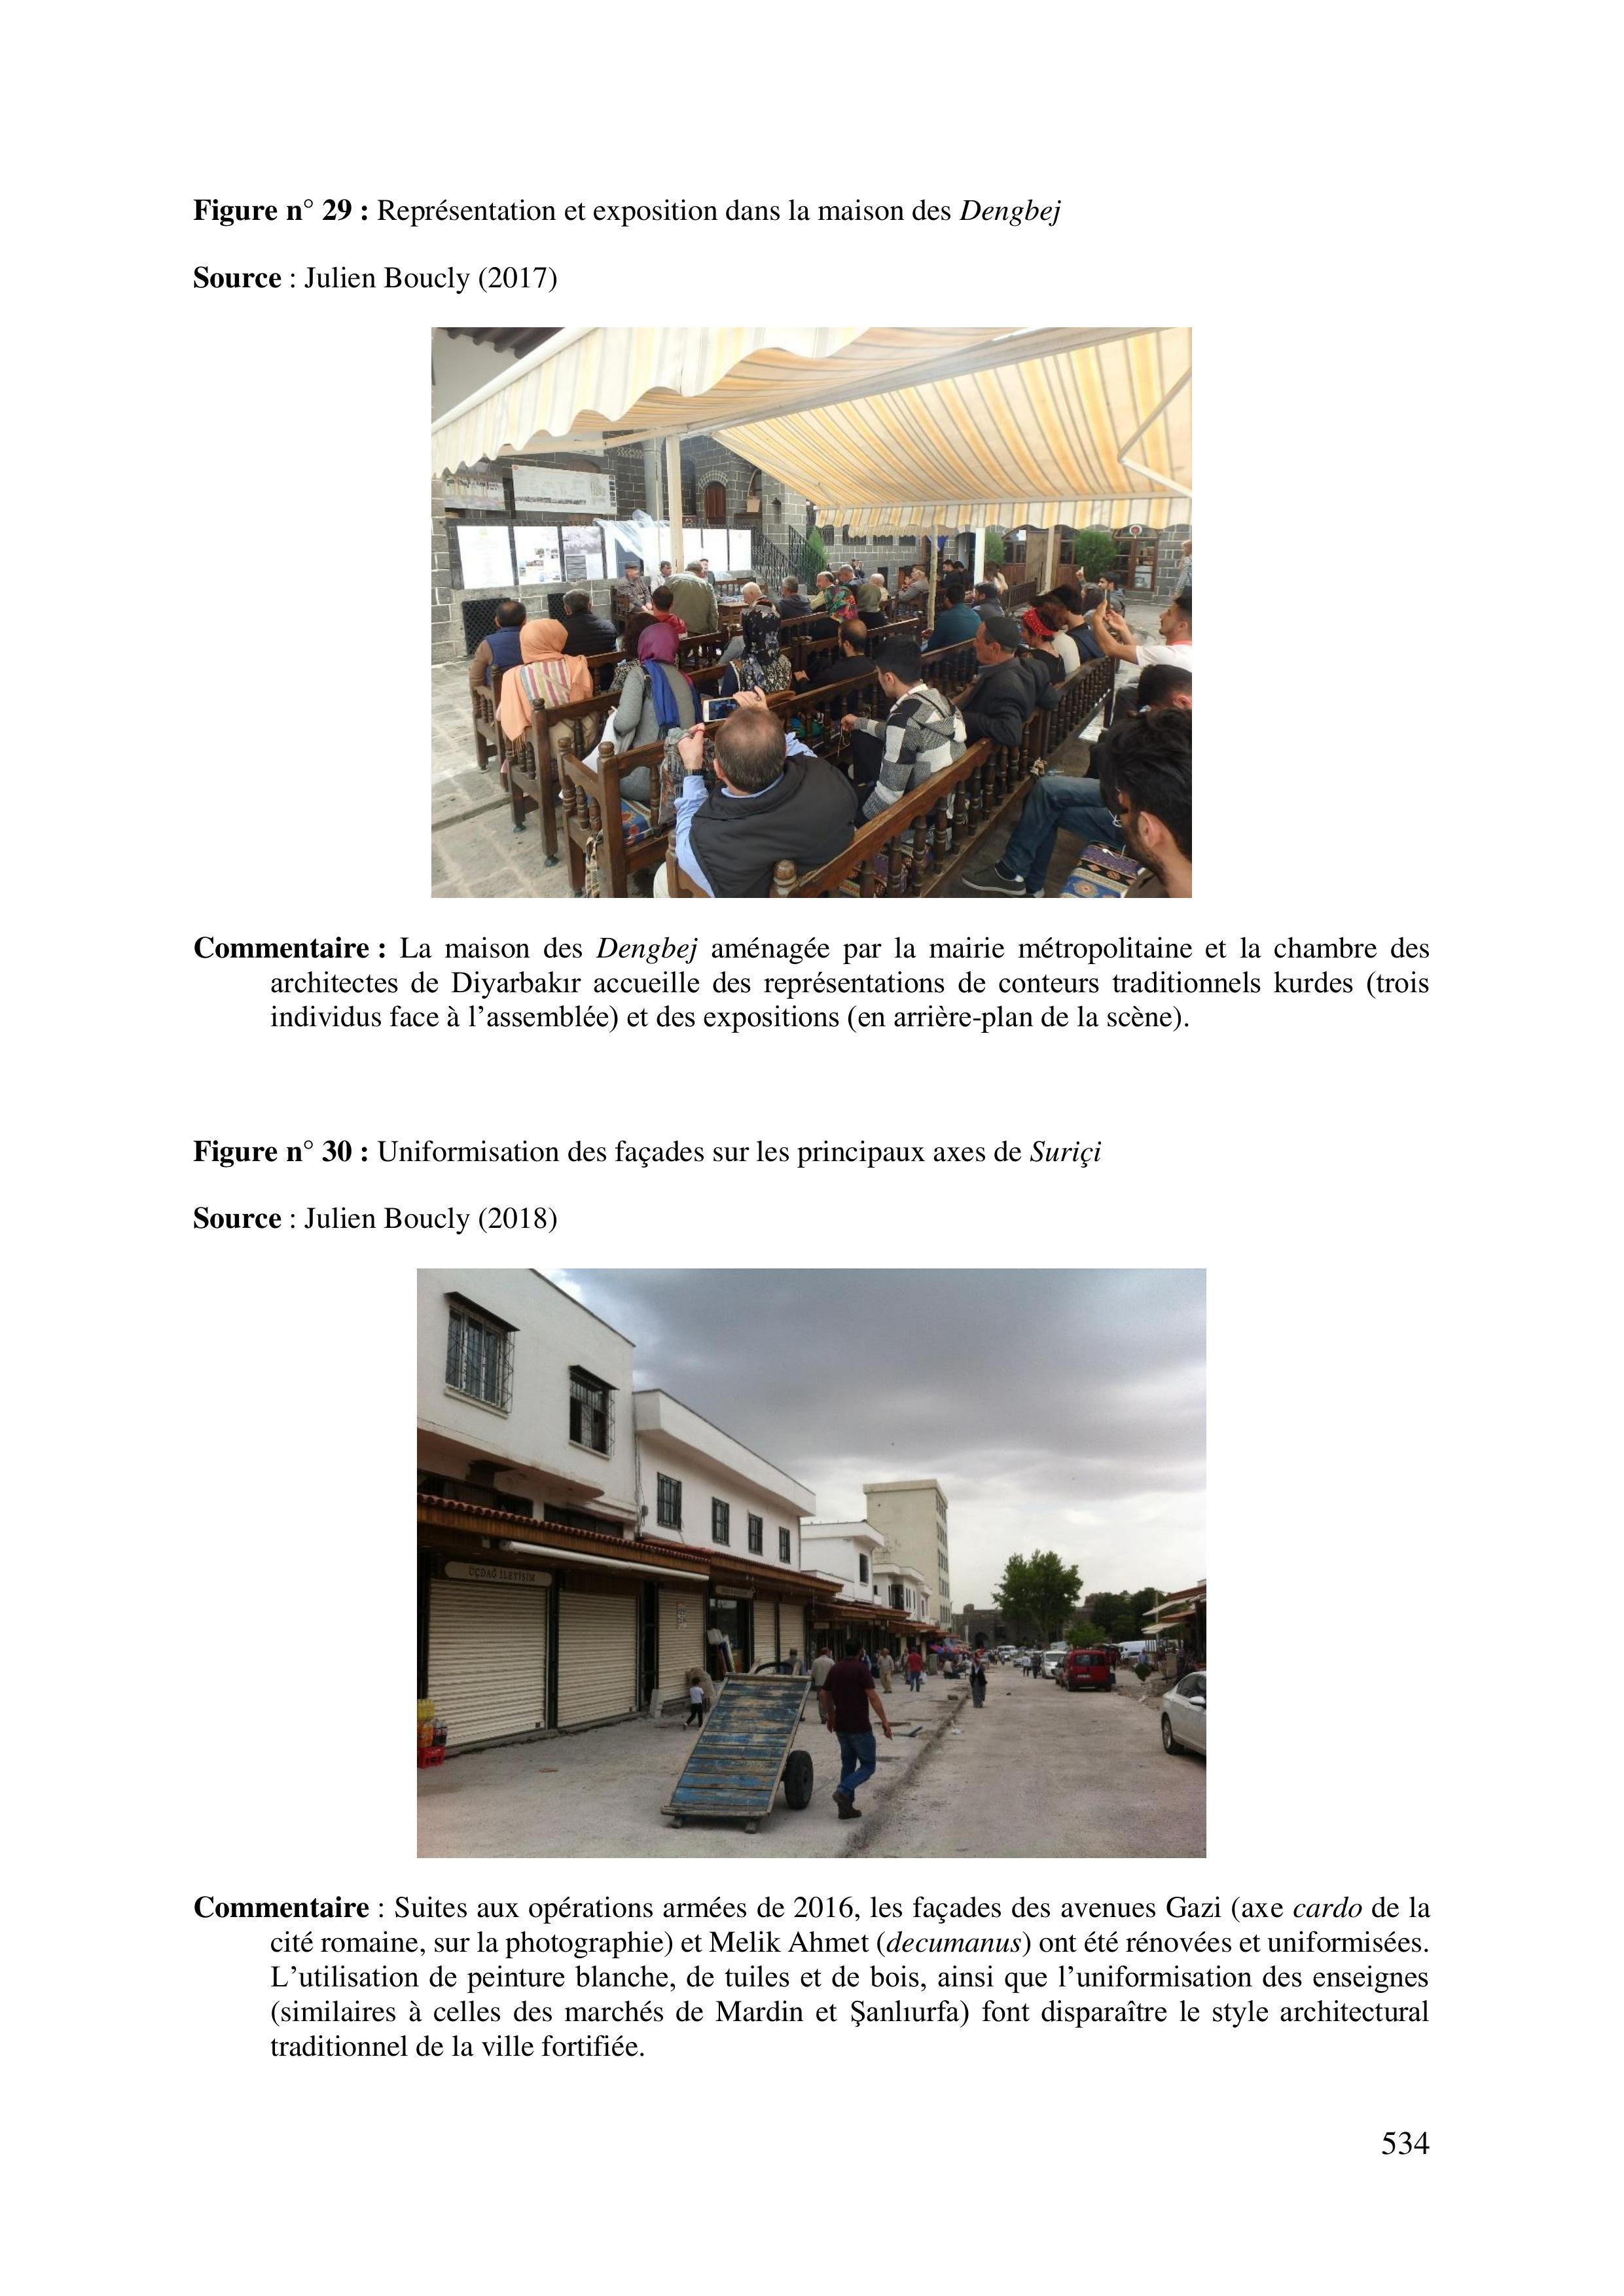 Figure n° 29 : Représentation et exposition dans la maison des Dengbej
Source : Julien Boucly (2017)
Commentaire : La maison des Dengbej aménagée par la mairie métropolitaine et la chambre des
architectes de Diyarbakır accueille des représentations de conteurs traditionnels kurdes (trois
individus face à l’assemblée) et des expositions (en arrière-plan de la scène).
Figure n° 30 : Uniformisation des façades sur les principaux axes de Suriçi
Source : Julien Boucly (2018)
ÜÇDAĞ İLETİŞİM
Commentaire : Suites aux opérations armées de 2016, les façades des avenues Gazi (axe cardo de la
cité romaine, sur la photographie) et Melik Ahmet (decumanus) ont été rénovées et uniformisées.
L’utilisation de peinture blanche, de tuiles et de bois, ainsi que l’uniformisation des enseignes
(similaires à celles des marchés de Mardin et Şanlıurfa) font disparaître le style architectural
traditionnel de la ville fortifiée.
534